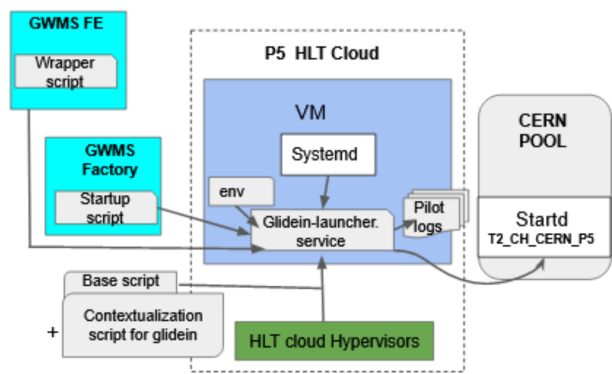 GWMS FE
Wrapper
script
P5 HLT Cloud
VM
Systemd
env
Glidein-launcher.
service
Pilot
logs
GWMS
Factory
Startup
script
CERN
POOL
Startd
T2_CH_CERN_P5
Base script
+
Contextualization
script for glidein
HLT cloud Hypervisors